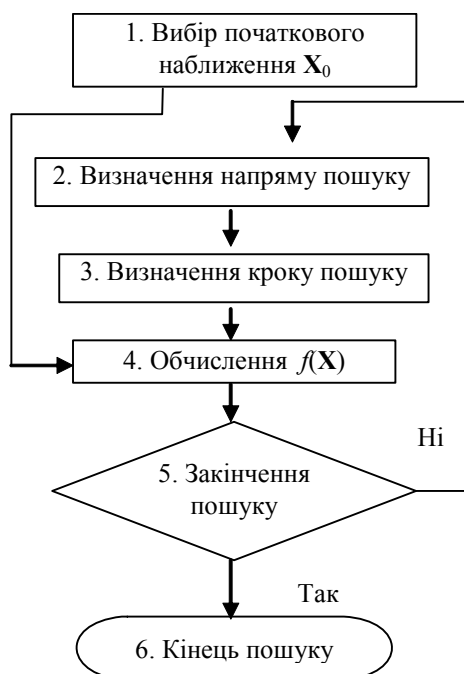 1. Вибір початкового
наближення X₀
2. Визначення напряму пошуку
3. Визначення кроку пошуку
4. Обчислення f(X)
5. Закінчення
пошуку
Ні
Так
6. Кінець пошуку